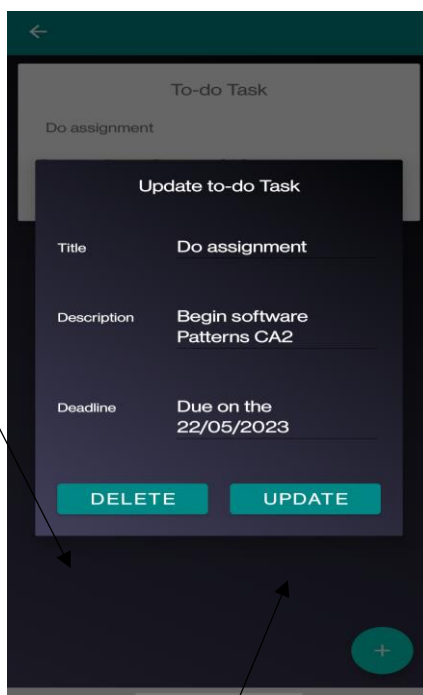 To-do Task
Do assignment
Update to-do Task
Title Do assignment
Description Begin software
Patterns CA2
Deadline Due on the
22/05/2023
DELETE UPDATE
+